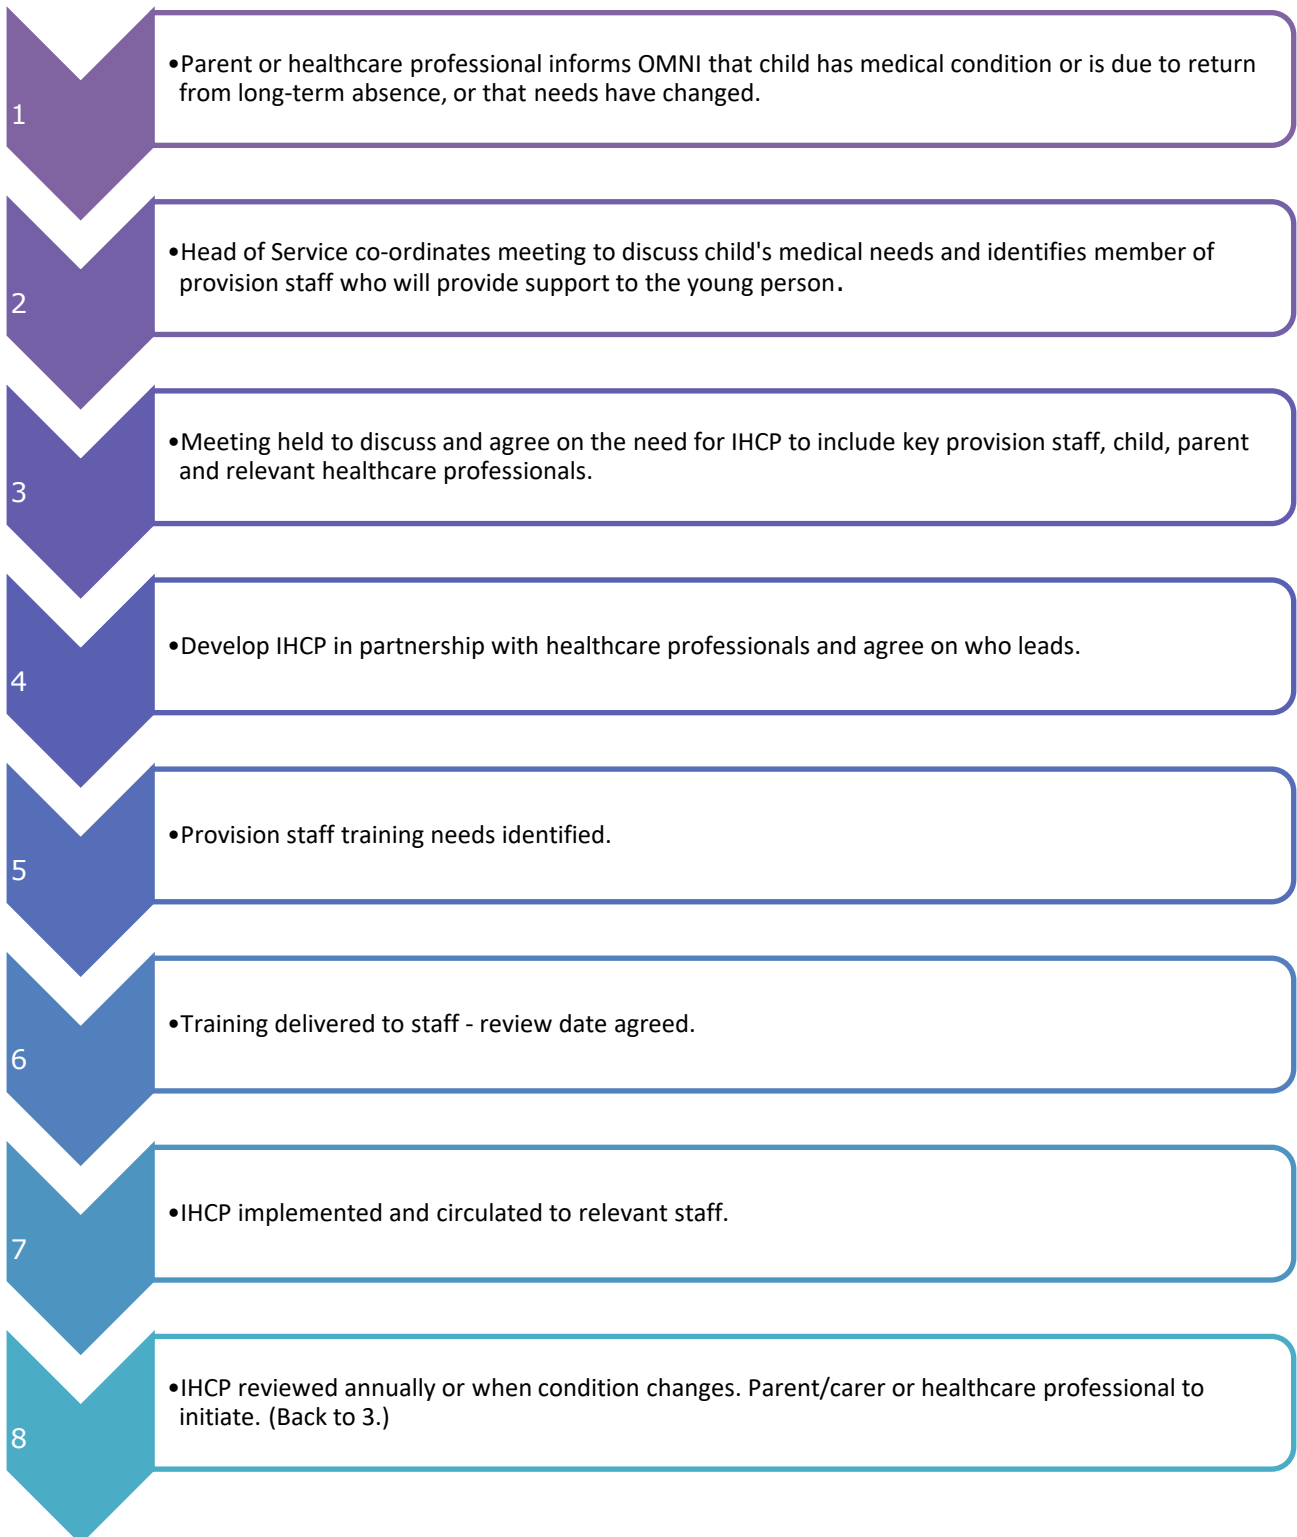 1
•Parent or healthcare professional informs OMNI that child has medical condition or is due to return
from long-term absence, or that needs have changed.
2
•Head of Service co-ordinates meeting to discuss child's medical needs and identifies member of
provision staff who will provide support to the young person.
3
•Meeting held to discuss and agree on the need for IHCP to include key provision staff, child, parent
and relevant healthcare professionals.
4
•Develop IHCP in partnership with healthcare professionals and agree on who leads.
5
•Provision staff training needs identified.
6
•Training delivered to staff - review date agreed.
7
•IHCP implemented and circulated to relevant staff.
8
•IHCP reviewed annually or when condition changes. Parent/carer or healthcare professional to
initiate. (Back to 3.)